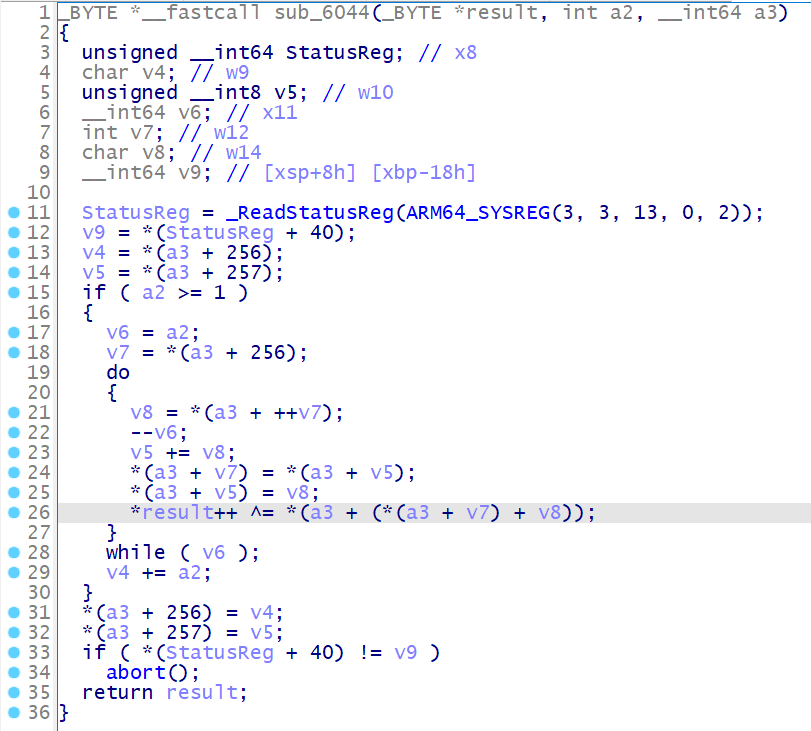 1 _BYTE *__fastcall sub_6044(_BYTE *result, int a2, __int64 a3)
2 {
3 unsigned __int64 StatusReg; // x8
4 char v4; // w9
5 unsigned __int8 v5; // w10
6 __int64 v6; // x11
7 int v7; // w12
8 char v8; // w14
9 __int64 v9; // [xsp+8h] [xbp-18h]
10
11 StatusReg = _ReadStatusReg(ARM64_SYSREG(3, 3, 13, 0, 2));
12 v9 = *(StatusReg + 40);
13 v4 = *(a3 + 256);
14 v5 = *(a3 + 257);
15 if ( a2 >= 1 )
16 {
17 v6 = a2;
18 v7 = *(a3 + 256);
19 do
20 {
21 v8 = *(a3 + ++v7);
22 --v6;
23 v5 += v8;
24 *(a3 + v7) = *(a3 + v5);
25 *(a3 + v5) = v8;
26 *result++ ^= *(a3 + (*(a3 + v7) + v8));
27 }
28 while ( v6 );
29 v4 += a2;
30 }
31 *(a3 + 256) = v4;
32 *(a3 + 257) = v5;
33 if ( *(StatusReg + 40) != v9 )
34 abort();
35 return result;
36 }